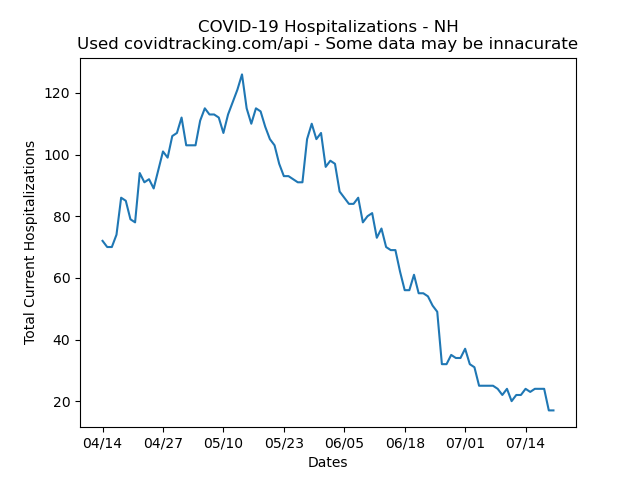 COVID-19 Hospitalizations - NH
Used covidtracking.com/api - Some data may be innacurate
120
100
80
60
40
20
Total Current Hospitalizations
04/14 04/27 05/10 05/23 06/05 06/18 07/01 07/14
Dates